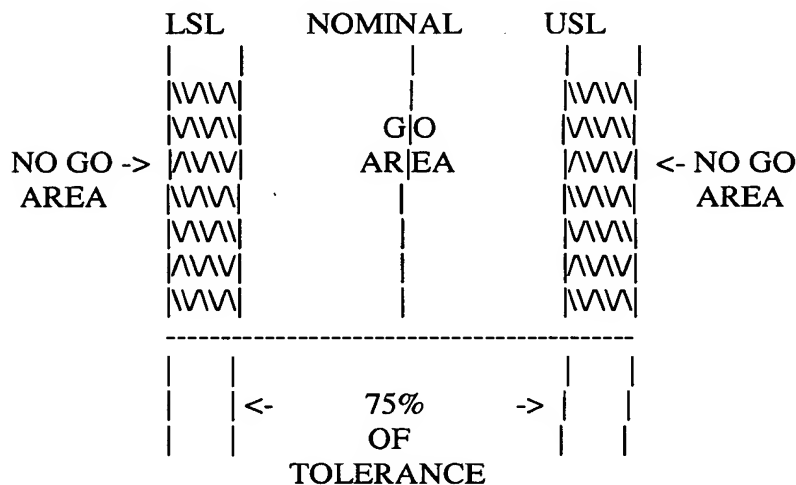 LSL NOMINAL USL
GO
NO GO -> AREA <- NO GO
AREA AREA
<- 75% ->
OF
TOLERANCE